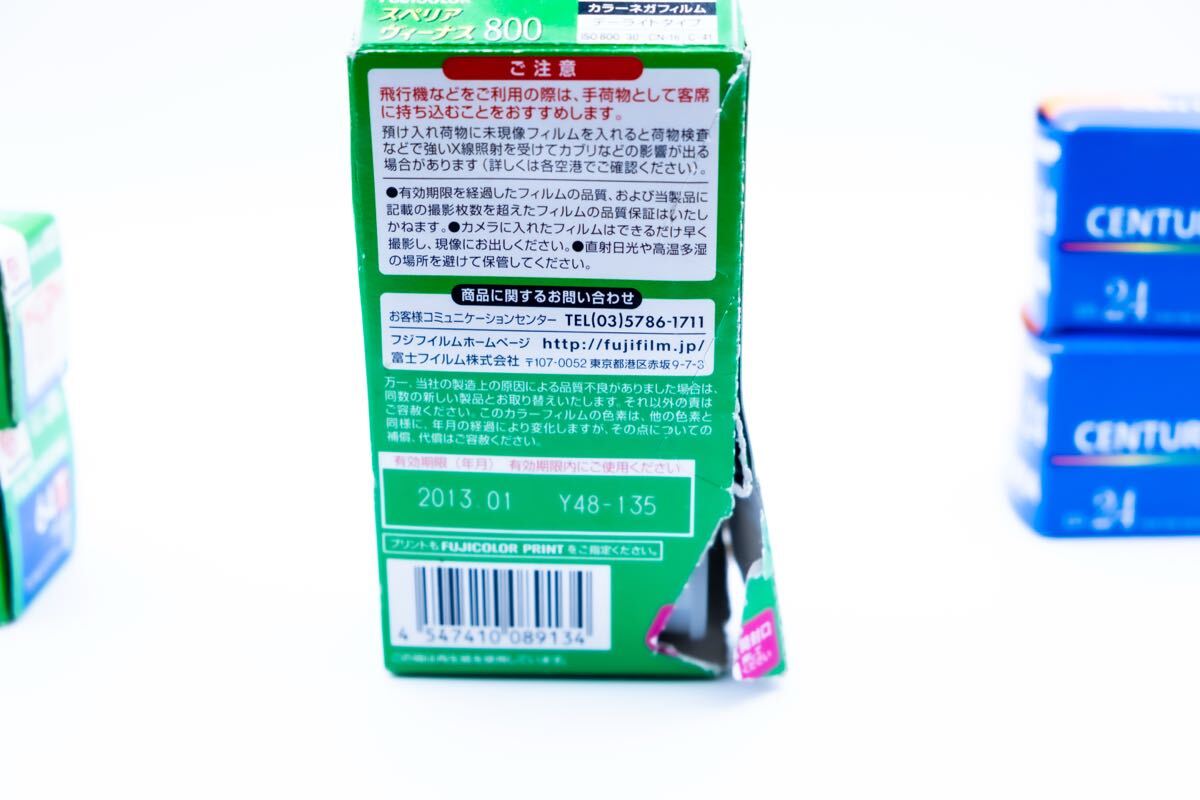 FUJICOLOR
スペリア
ヴィーナス 800
カラーネガフィルム
デーライトタイプ
ISO 800 30° CN-16 C-41
ご注意
飛行機などをご利用の際は、手荷物として客席
に持ち込むことをおすすめします。
預け入れ荷物に未現像フィルムを入れると荷物検査
などで強いX線照射を受けてカブリなどの影響が出る
場合があります(詳しくは各空港でご確認ください)。
●有効期限を経過したフィルムの品質、および当製品に
記載の撮影枚数を超えたフィルムの品質保証はいたし
かねます。●カメラに入れたフィルムはできるだけ早く
撮影し、現像にお出しください。●直射日光や高温多湿
の場所を避けて保管してください。
商品に関するお問い合わせ
お客様コミュニケーションセンター TEL(03)5786-1711
フジフイルムホームページ http://fujifilm.jp/
富士フイルム株式会社 〒107-0052 東京都港区赤坂9-7-3
万一、当社の製造上の原因による品質不良がありました場合は、
同数の新しい製品とお取り替えいたします。それ以外の責は
ご容赦ください。このカラーフィルムの色素は、他の色素と
同様に、年月の経過により変化しますが、その点についての
補償、代償はご容赦ください。
有効期限(年月) 有効期限内にご使用ください
2013.01 Y48-135
プリントも FUJICOLOR PRINT をご指定ください。
4 547410 089134
この箱は再生紙を使用しています。
開封口
CENTUR
24
CENTUR
24